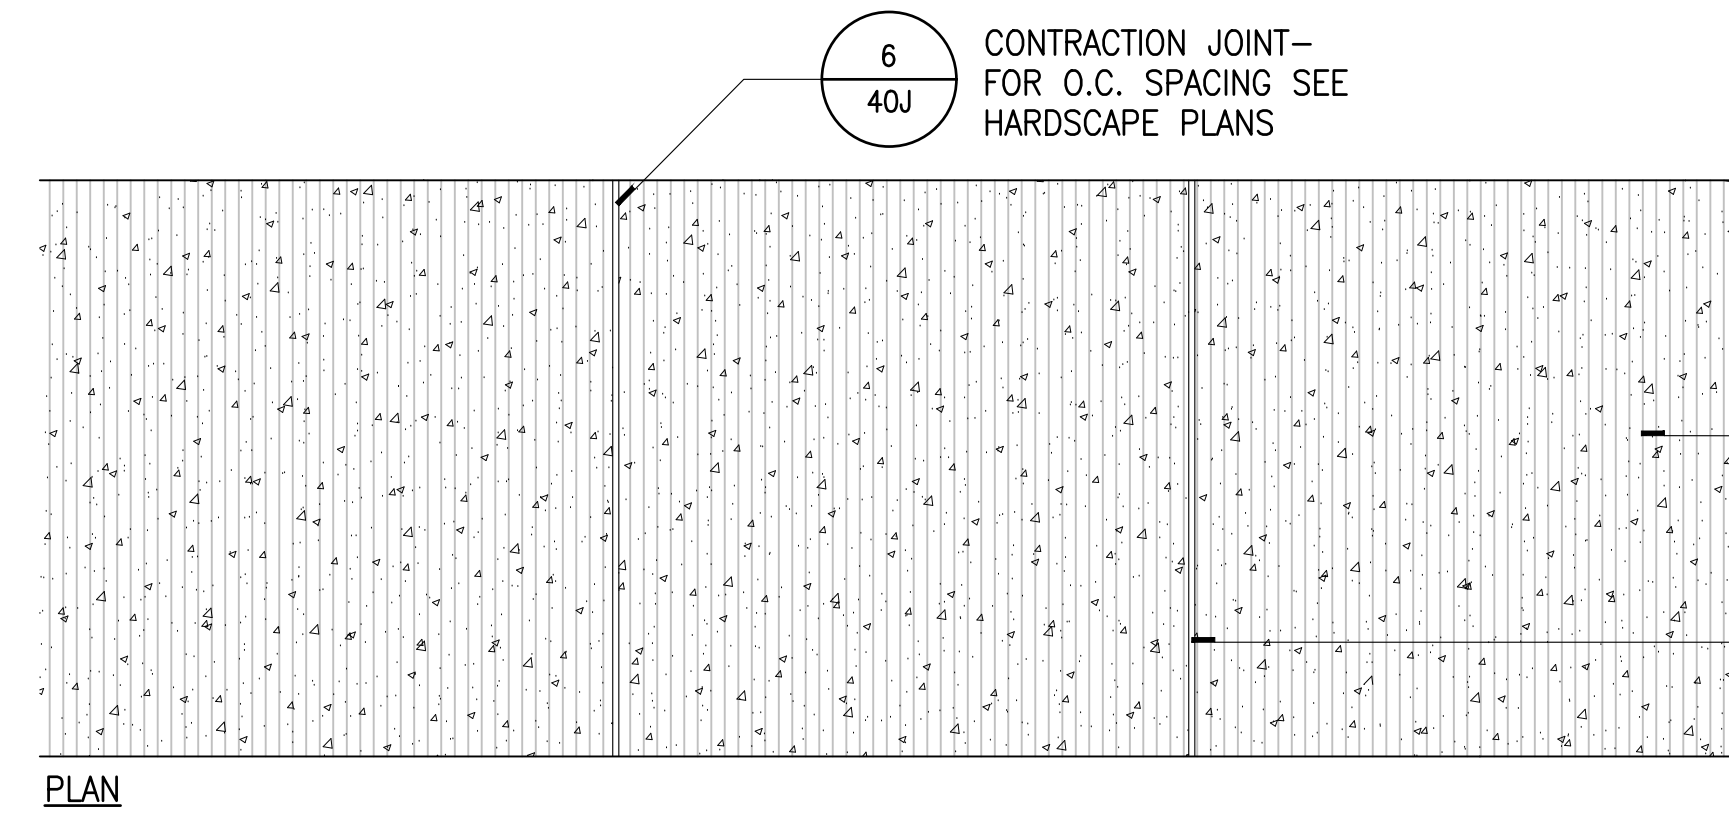 6
40J
CONTRACTION JOINT-
FOR O.C. SPACING SEE
HARDSCAPE PLANS
PLAN